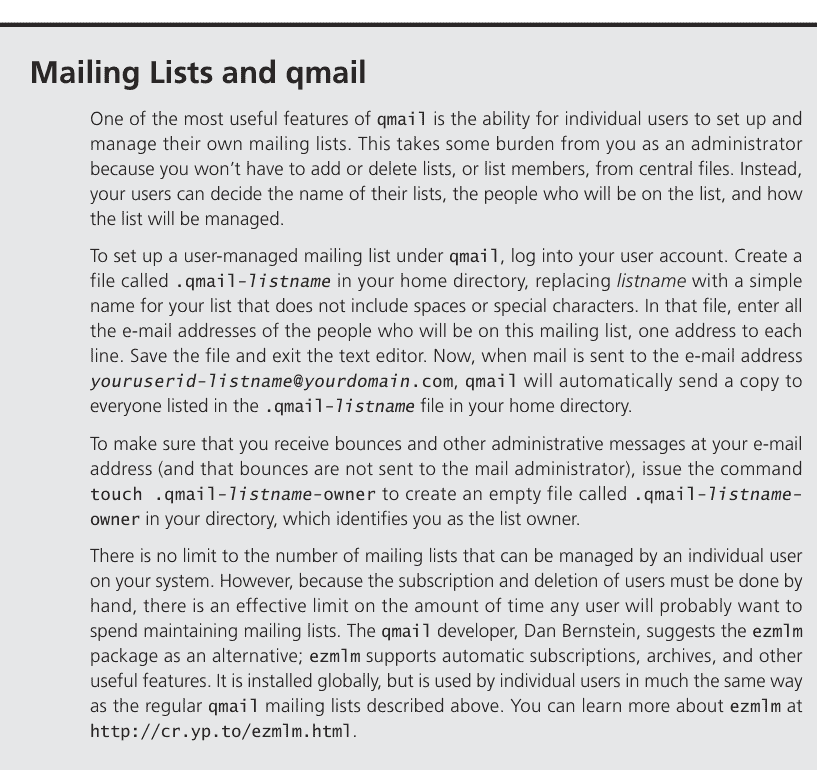 Mailing Lists and qmail
One of the most useful features of qmail is the ability for individual users to set up and
manage their own mailing lists. This takes some burden from you as an administrator
because you won't have to add or delete lists, or list members, from central files. Instead,
your users can decide the name of their lists, the people who will be on the list, and how
the list will be managed.
To set up a user-managed mailing list under qmail, log into your user account. Create a
file called .qmail-listname in your home directory, replacing listname with a simple
name for your list that does not include spaces or special characters. In that file, enter all
the e-mail addresses of the people who will be on this mailing list, one address to each
line. Save the file and exit the text editor. Now, when mail is sent to the e-mail address
youruserid-listname@yourdomain.com, qmail will automatically send a copy to
everyone listed in the .qmail-listname file in your home directory.
To make sure that you receive bounces and other administrative messages at your e-mail
address (and that bounces are not sent to the mail administrator), issue the command
touch .qmail-listname-owner to create an empty file called .qmail-listname-
owner in your directory, which identifies you as the list owner.
There is no limit to the number of mailing lists that can be managed by an individual user
on your system. However, because the subscription and deletion of users must be done by
hand, there is an effective limit on the amount of time any user will probably want to
spend maintaining mailing lists. The qmail developer, Dan Bernstein, suggests the ezmlm
package as an alternative; ezmlm supports automatic subscriptions, archives, and other
useful features. It is installed globally, but is used by individual users in much the same way
as the regular qmail mailing lists described above. You can learn more about ezmlm at
http://cr.yp.to/ezmlm.html.